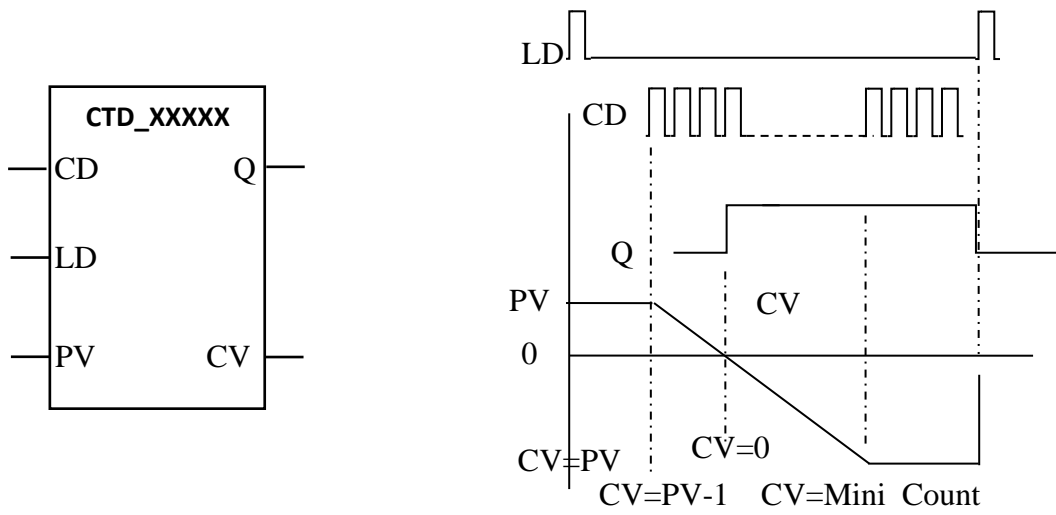 CTD_XXXXX
CD
Q
LD
PV
CV
LD
CD
Q
PV
CV
0
CV=0
CV=PV
CV=PV-1
CV=Mini Count